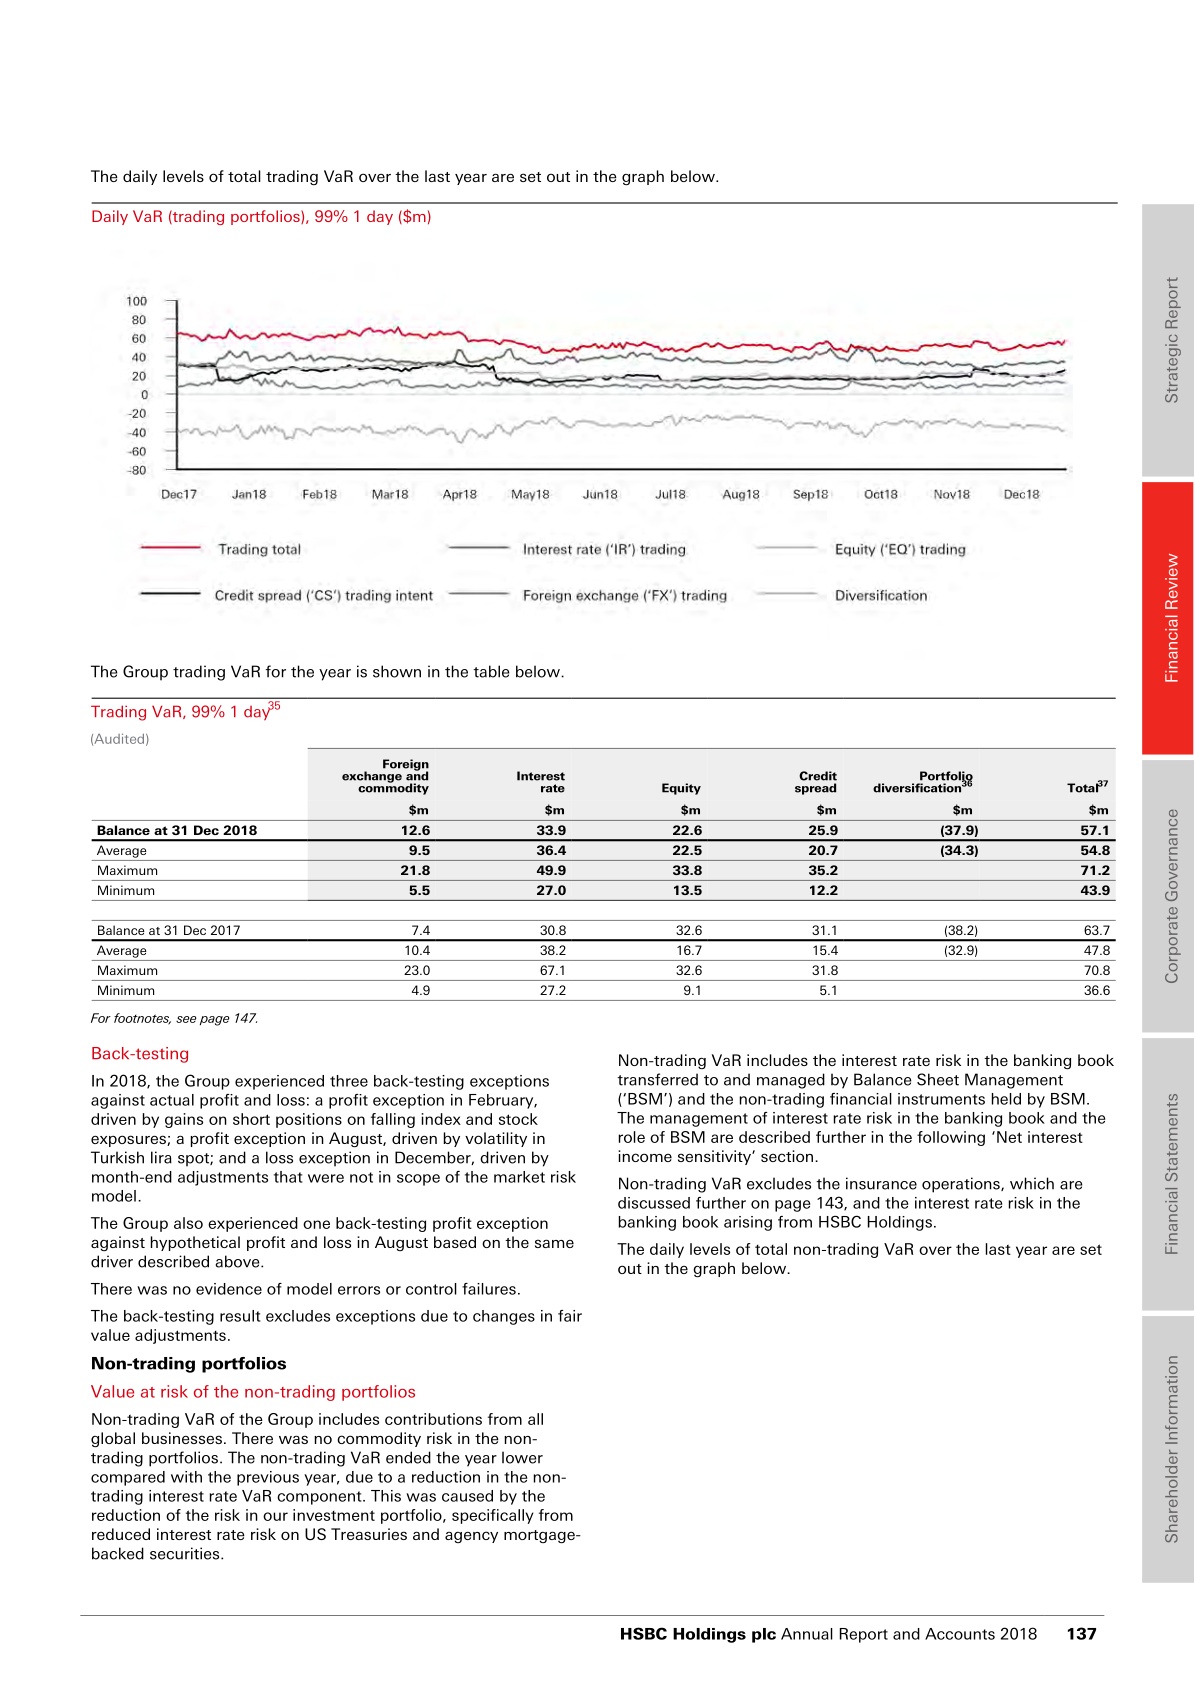 The daily levels of total trading VaR over the last year are set out in the graph below.
Daily VaR (trading portfolios), 99% 1 day ($m)
100
80
60
40
20
0
-20
-40
-60
-80
Dec17 Jan18 Feb18 Mar18 Apr18 May18 Jun18 Jul18 Aug18 Sep18 Oct18 Nov18 Dec18
Trading total Interest rate ('IR') trading Equity ('EQ') trading
Credit spread ('CS') trading intent Foreign exchange ('FX') trading Diversification
The Group trading VaR for the year is shown in the table below.
Trading VaR, 99% 1 day35
(Audited)
Foreign
exchange and Interest Credit Portfolio
commodity rate Equity spread diversification36 Total37
$m $m $m $m $m $m
Balance at 31 Dec 2018 12.6 33.9 22.6 25.9 (37.9) 57.1
Average 9.5 36.4 22.5 20.7 (34.3) 54.8
Maximum 21.8 49.9 33.8 35.2 71.2
Minimum 5.5 27.0 13.5 12.2 43.9
Balance at 31 Dec 2017 7.4 30.8 32.6 31.1 (38.2) 63.7
Average 10.4 38.2 16.7 15.4 (32.9) 47.8
Maximum 23.0 67.1 32.6 31.8 70.8
Minimum 4.9 27.2 9.1 5.1 36.6
For footnotes, see page 147.
Back-testing
In 2018, the Group experienced three back-testing exceptions
against actual profit and loss: a profit exception in February,
driven by gains on short positions on falling index and stock
exposures; a profit exception in August, driven by volatility in
Turkish lira spot; and a loss exception in December, driven by
month-end adjustments that were not in scope of the market risk
model.
The Group also experienced one back-testing profit exception
against hypothetical profit and loss in August based on the same
driver described above.
There was no evidence of model errors or control failures.
The back-testing result excludes exceptions due to changes in fair
value adjustments.
Non-trading portfolios
Value at risk of the non-trading portfolios
Non-trading VaR of the Group includes contributions from all
global businesses. There was no commodity risk in the non-
trading portfolios. The non-trading VaR ended the year lower
compared with the previous year, due to a reduction in the non-
trading interest rate VaR component. This was caused by the
reduction of the risk in our investment portfolio, specifically from
reduced interest rate risk on US Treasuries and agency mortgage-
backed securities.
Non-trading VaR includes the interest rate risk in the banking book
transferred to and managed by Balance Sheet Management
('BSM') and the non-trading financial instruments held by BSM.
The management of interest rate risk in the banking book and the
role of BSM are described further in the following 'Net interest
income sensitivity' section.
Non-trading VaR excludes the insurance operations, which are
discussed further on page 143, and the interest rate risk in the
banking book arising from HSBC Holdings.
The daily levels of total non-trading VaR over the last year are set
out in the graph below.
Strategic Report
Financial Review
Corporate Governance
Financial Statements
Shareholder Information
HSBC Holdings plc Annual Report and Accounts 2018 137